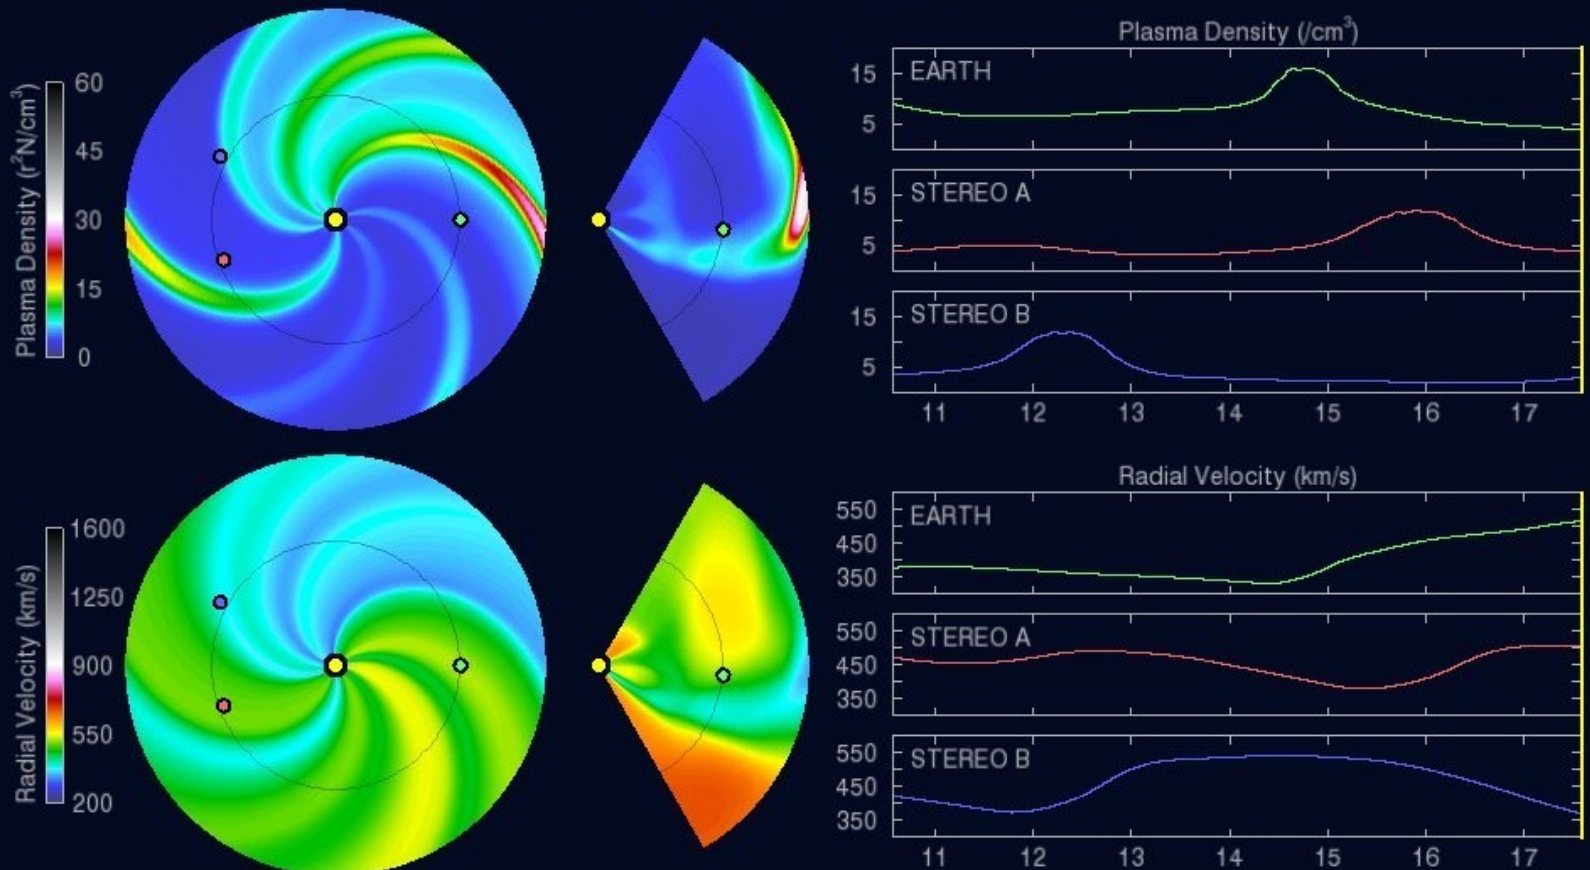 Plasma Density (r²N/cm³)
60
45
30
15
0
Plasma Density (/cm³)
EARTH
15
5
STEREO A
15
5
STEREO B
15
5
11 12 13 14 15 16 17
Radial Velocity (km/s)
1600
1250
900
550
200
Radial Velocity (km/s)
EARTH
550
450
350
STEREO A
550
450
350
STEREO B
550
450
350
11 12 13 14 15 16 17